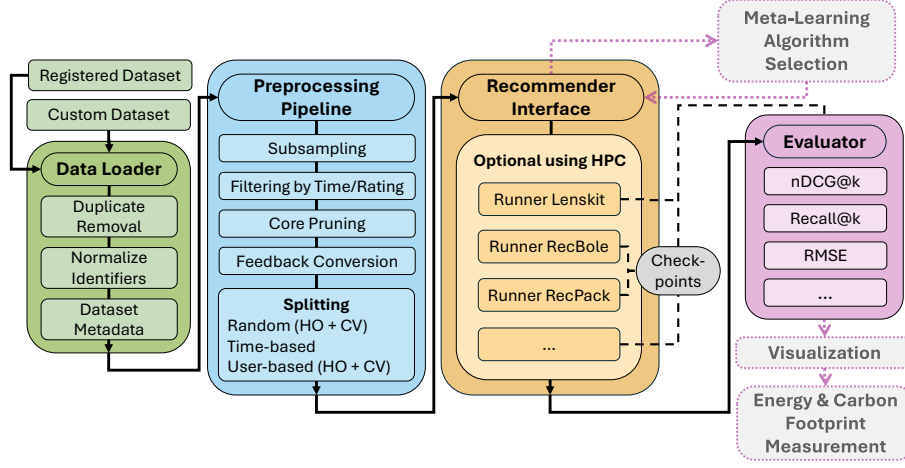 Registered Dataset
Custom Dataset
Data Loader
Duplicate
Removal
Normalize
Identifiers
Dataset
Metadata
Preprocessing
Pipeline
Subsampling
Filtering by Time/Rating
Core Pruning
Feedback Conversion
Splitting
Random (HO + CV)
Time-based
User-based (HO + CV)
Recommender
Interface
Optional using HPC
Runner Lenskit
Runner RecBole
Runner RecPack
...
Check-
points
Meta-Learning
Algorithm
Selection
Evaluator
nDCG@k
Recall@k
RMSE
...
Visualization
Energy & Carbon
Footprint
Measurement